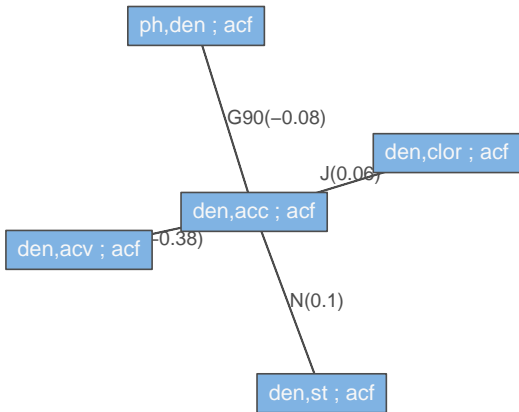 ph,den ; acf
G90(−0.08)
den,clor ; acf
J(0.06)
den,acc ; acf
den,acv ; acf
−0.38)
N(0.1)
den,st ; acf